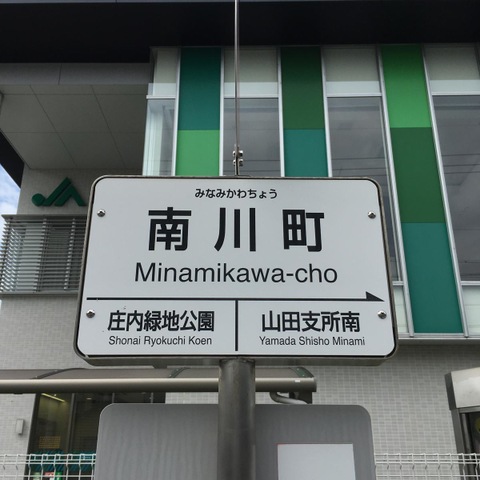 JA
みなみかわちょう
南川町
Minamikawa-cho
庄内緑地公園
Shonai Ryokuchi Koen
山田支所南
Yamada Shisho Minami